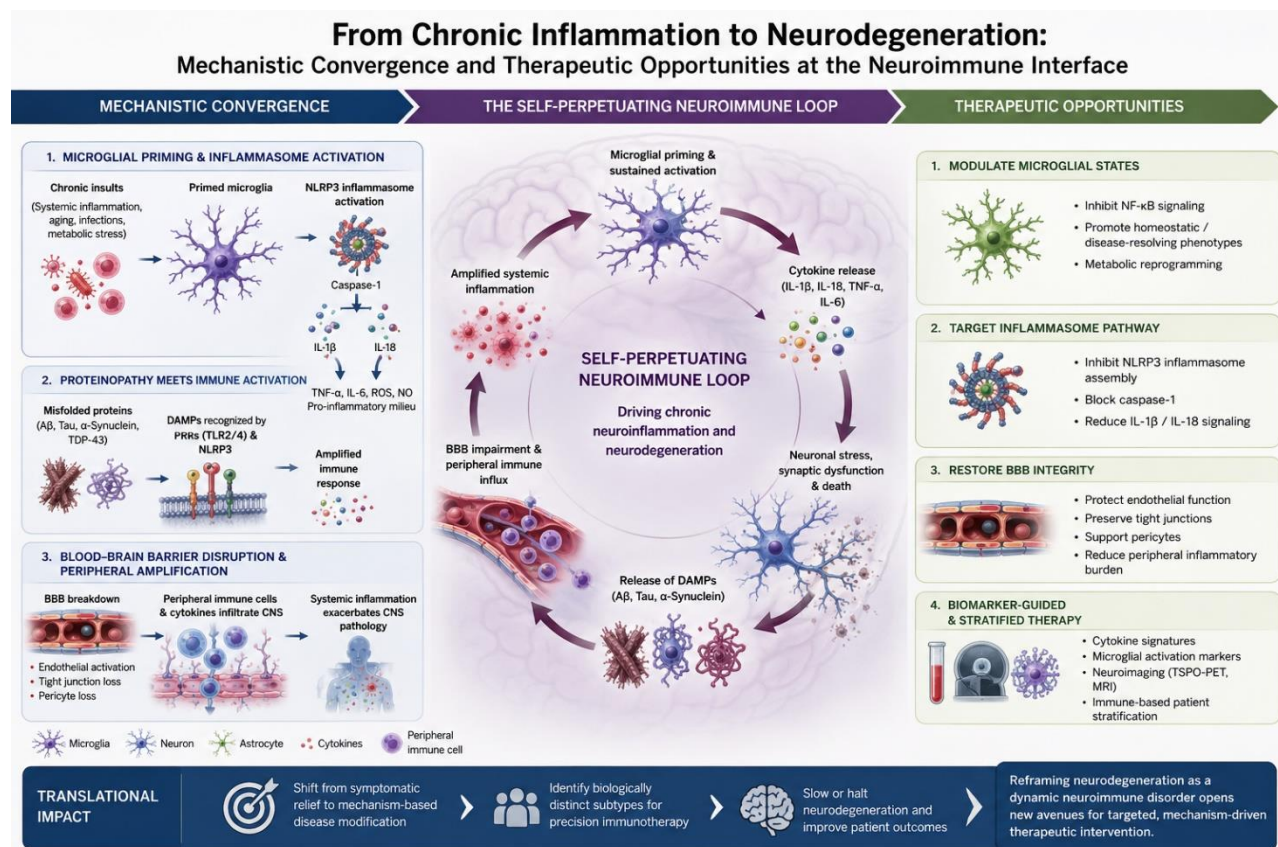 From Chronic Inflammation to Neurodegeneration:
Mechanistic Convergence and Therapeutic Opportunities at the Neuroimmune Interface
MECHANISTIC CONVERGENCE
THE SELF-PERPETUATING NEUROIMMUNE LOOP
THERAPEUTIC OPPORTUNITIES
1. MICROGLIAL PRIMING & INFLAMMASOME ACTIVATION
Chronic insults
(Systemic inflammation,
aging, infections,
metabolic stress)
Primed microglia
NLRP3 inflammasome
activation
Caspase-1
IL-1β
IL-18
TNF-α, IL-6, ROS, NO
Pro-inflammatory milieu
2. PROTEINOPATHY MEETS IMMUNE ACTIVATION
Misfolded proteins
(Aβ, Tau, α-Synuclein,
TDP-43)
DAMPs recognized by
PRRs (TLR2/4) &
NLRP3
Amplified
immune
response
3. BLOOD–BRAIN BARRIER DISRUPTION &
PERIPHERAL AMPLIFICATION
BBB breakdown
• Endothelial activation
• Tight junction loss
• Pericyte loss
Peripheral immune cells
& cytokines infiltrate CNS
Systemic inflammation
exacerbates CNS
pathology
Microglia
Neuron
Astrocyte
Cytokines
Peripheral
immune cell
Microglial priming &
sustained activation
Cytokine release
(IL-1β, IL-18, TNF-α,
IL-6)
Neuronal stress,
synaptic dysfunction
& death
Release of DAMPs
(Aβ, Tau, α-Synuclein)
BBB impairment &
peripheral immune
influx
Amplified systemic
inflammation
SELF-PERPETUATING
NEUROIMMUNE LOOP
Driving chronic
neuroinflammation and
neurodegeneration
1. MODULATE MICROGLIAL STATES
• Inhibit NF-κB signaling
• Promote homeostatic /
disease-resolving phenotypes
• Metabolic reprogramming
2. TARGET INFLAMMASOME PATHWAY
• Inhibit NLRP3 inflammasome
assembly
• Block caspase-1
• Reduce IL-1β / IL-18 signaling
3. RESTORE BBB INTEGRITY
• Protect endothelial function
• Preserve tight junctions
• Support pericytes
• Reduce peripheral inflammatory
burden
4. BIOMARKER-GUIDED
& STRATIFIED THERAPY
• Cytokine signatures
• Microglial activation markers
• Neuroimaging (TSPO-PET,
MRI)
• Immune-based patient
stratification
TRANSLATIONAL
IMPACT
Shift from symptomatic
relief to mechanism-based
disease modification
Identify biologically
distinct subtypes for
precision immunotherapy
Slow or halt
neurodegeneration and
improve patient outcomes
Reframing neurodegeneration as a
dynamic neuroimmune disorder opens
new avenues for targeted, mechanism-driven
therapeutic intervention.